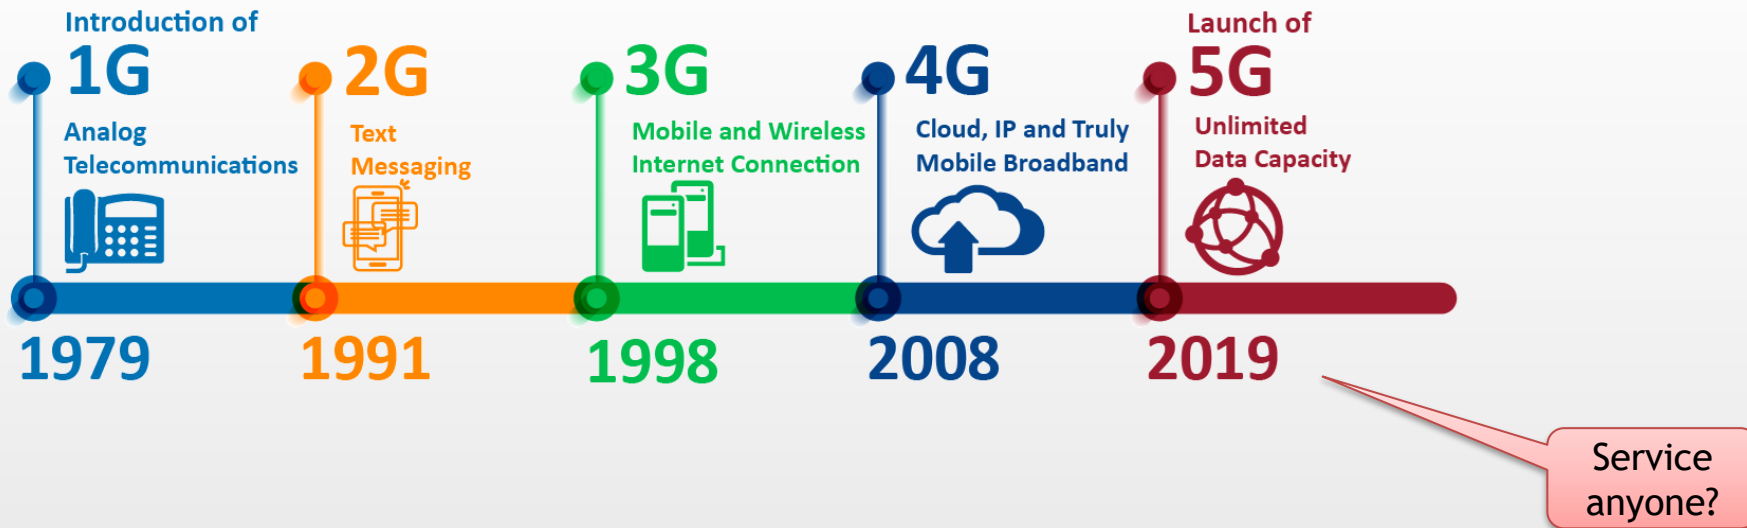 Introduction of
1G
Analog
Telecommunications
1979
2G
Text
Messaging
1991
3G
Mobile and Wireless
Internet Connection
1998
4G
Cloud, IP and Truly
Mobile Broadband
2008
Launch of
5G
Unlimited
Data Capacity
2019
Service
anyone?